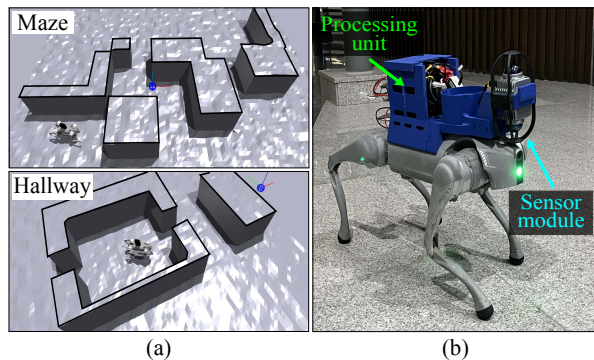 Maze
Hallway
Processing
unit
Sensor
module
(a)
(b)